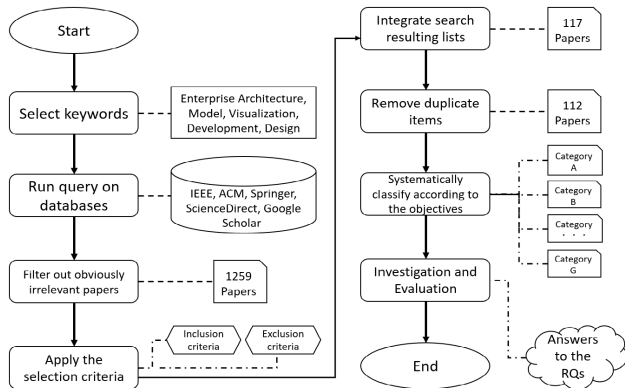 Start
Select keywords
Enterprise Architecture,
Model, Visualization,
Development, Design
Run query on
databases
IEEE, ACM, Springer,
ScienceDirect, Google
Scholar
Filter out obviously
irrelevant papers
1259
Papers
Inclusion
criteria
Exclusion
criteria
Apply the
selection criteria
Integrate search
resulting lists
117
Papers
Remove duplicate
items
112
Papers
Systematically
classify according to
the objectives
Category
A
Category
B
Category
. . .
Category
G
Investigation and
Evaluation
Answers
to the
RQs
End